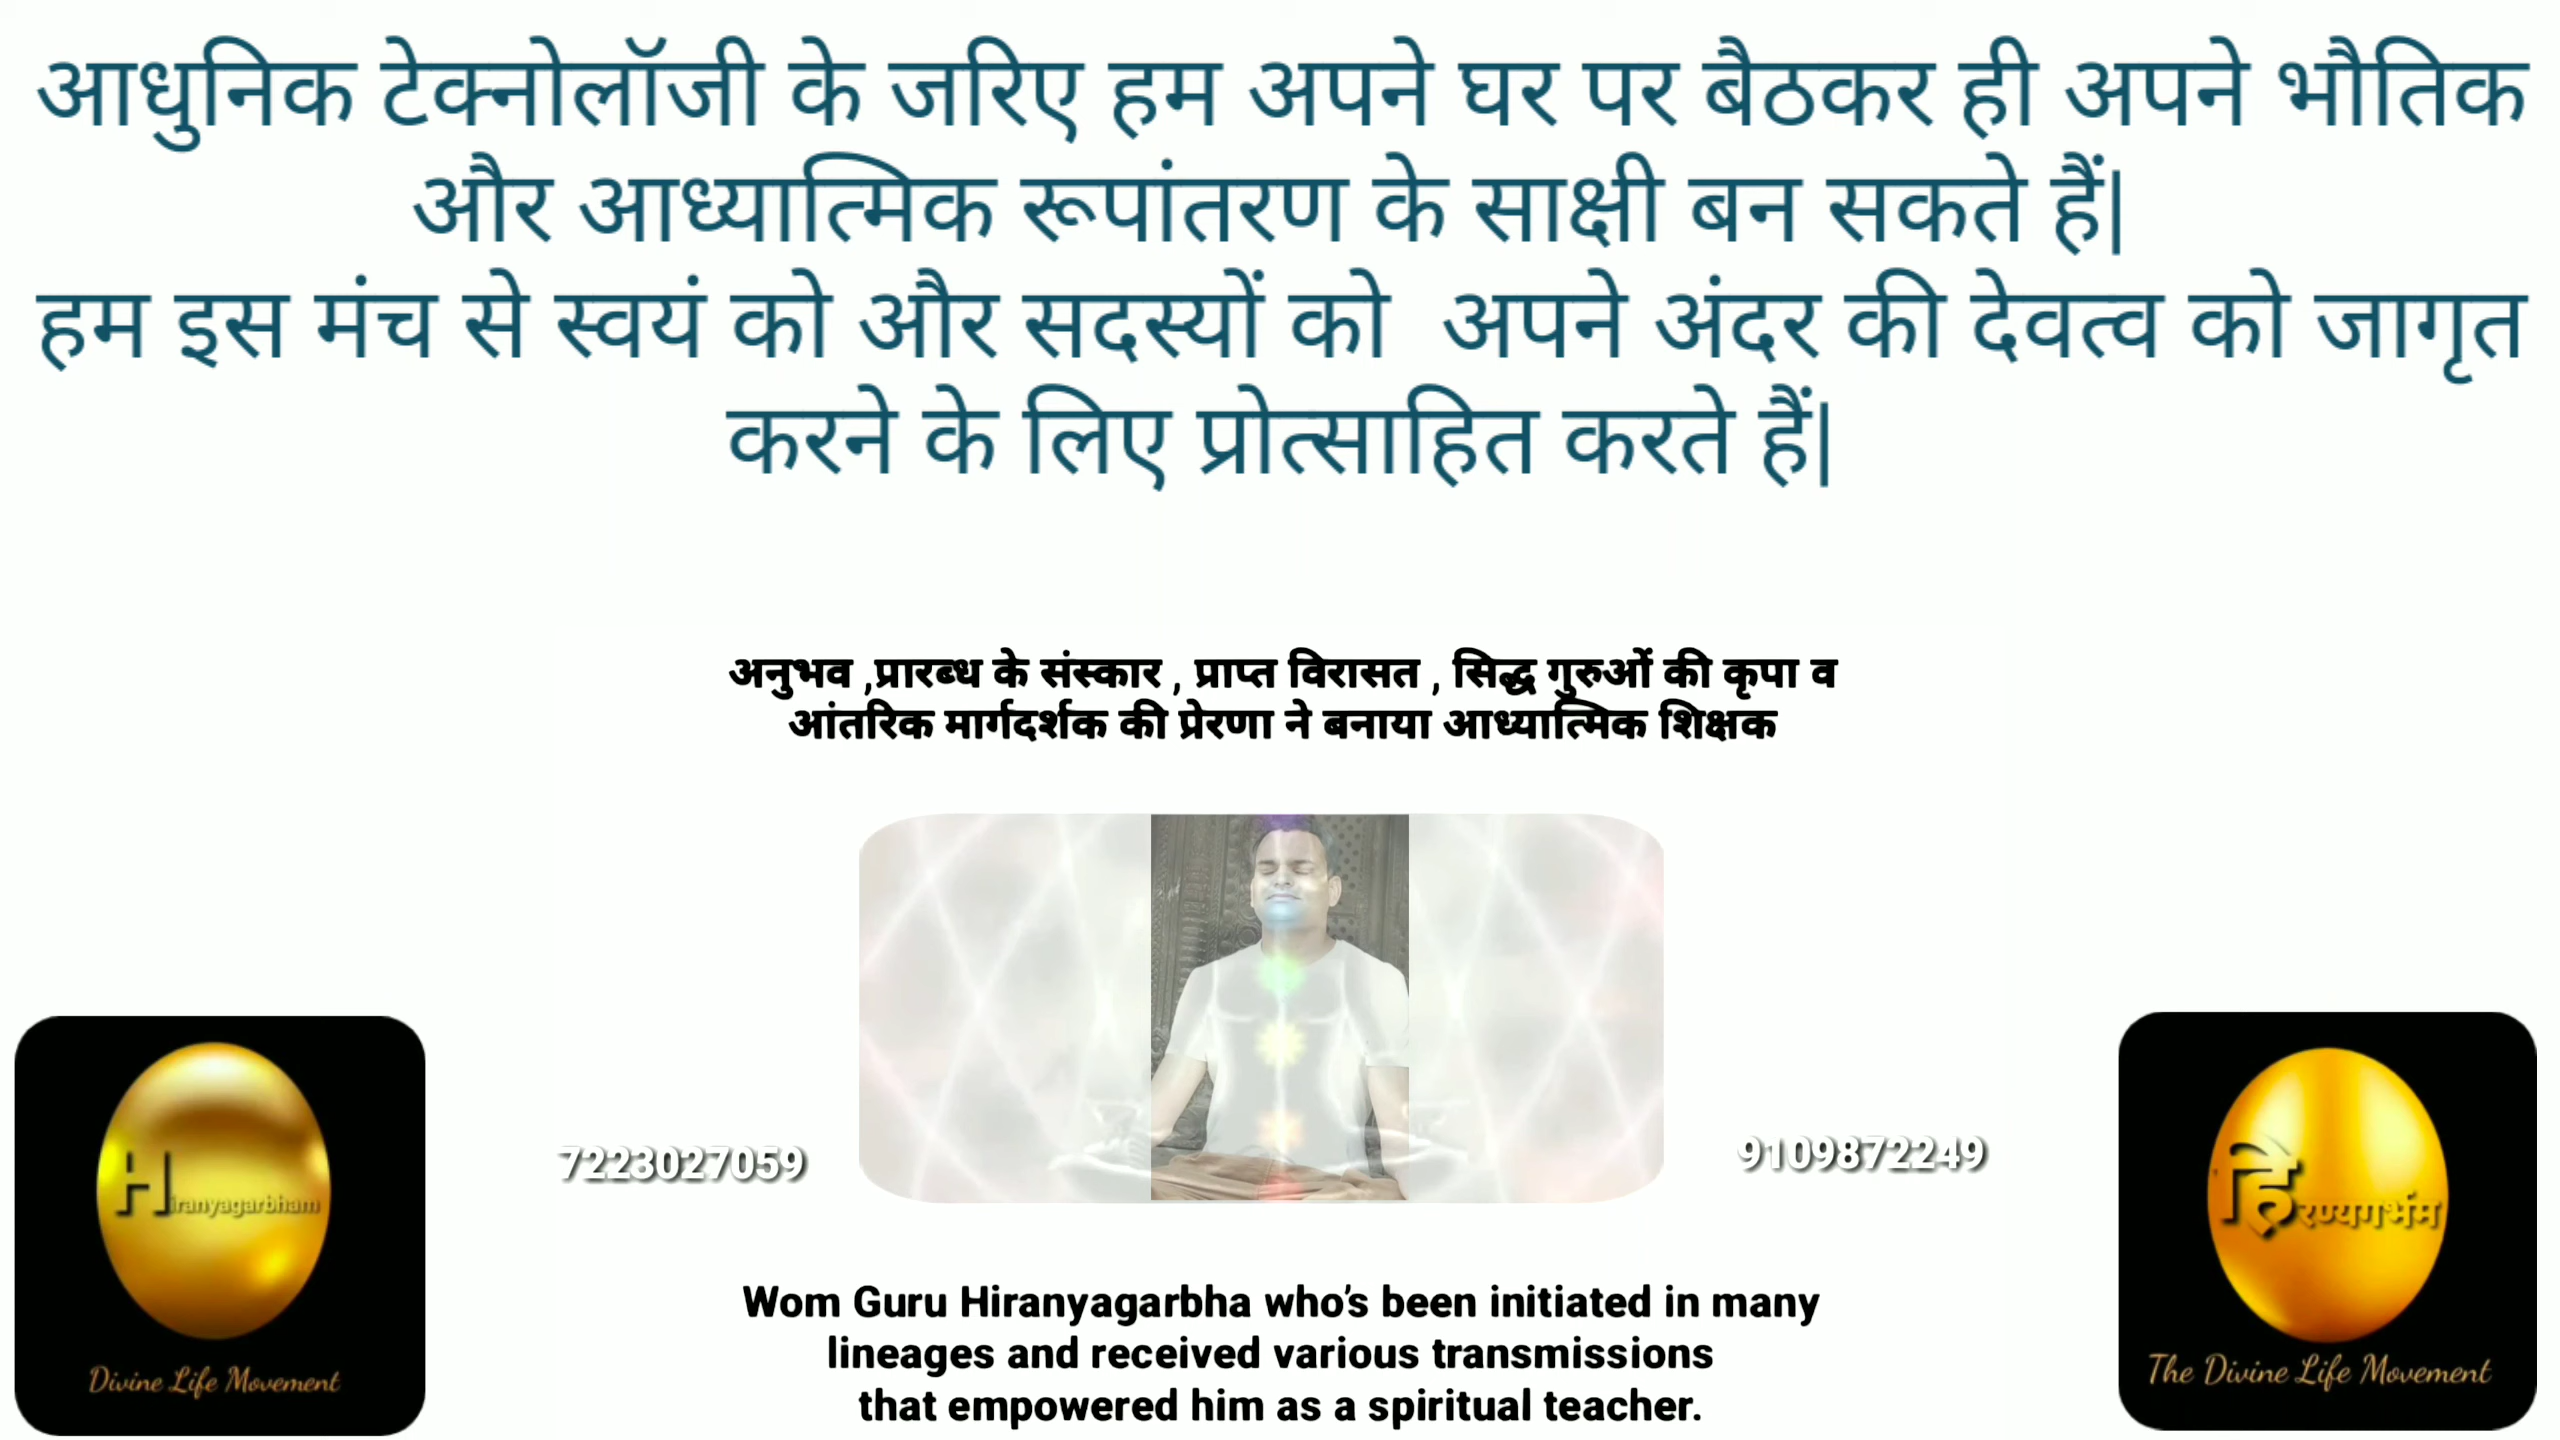 आधुनिक टेक्नोलॉजी के जरिए हम अपने घर पर बैठकर ही अपने भौतिक
और आध्यात्मिक रूपांतरण के साक्षी बन सकते हैं|
हम इस मंच से स्वयं को और सदस्यों को  अपने अंदर की देवत्व को जागृत
करने के लिए प्रोत्साहित करते हैं|
अनुभव ,प्रारब्ध के संस्कार , प्राप्त विरासत , सिद्ध गुरुओं की कृपा व
आंतरिक मार्गदर्शक की प्रेरणा ने बनाया आध्यात्मिक शिक्षक
7223027059
9109872249
Hiranyagarbham
Divine Life Movement
हिरण्यगर्भम
The Divine Life Movement
Wom Guru Hiranyagarbha who's been initiated in many
lineages and received various transmissions
that empowered him as a spiritual teacher.